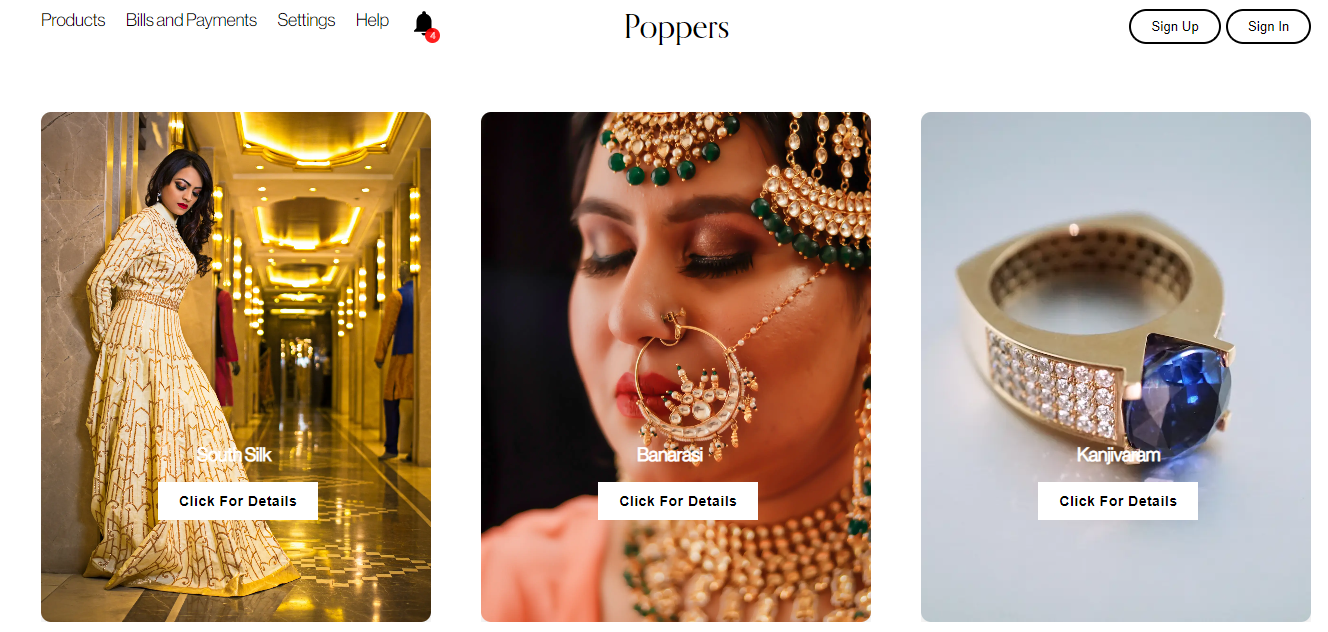 Products Bills and Payments Settings Help 4 Poppers Sign Up Sign In
South Silk Banarasi Kanjivaram
Click For Details Click For Details Click For Details